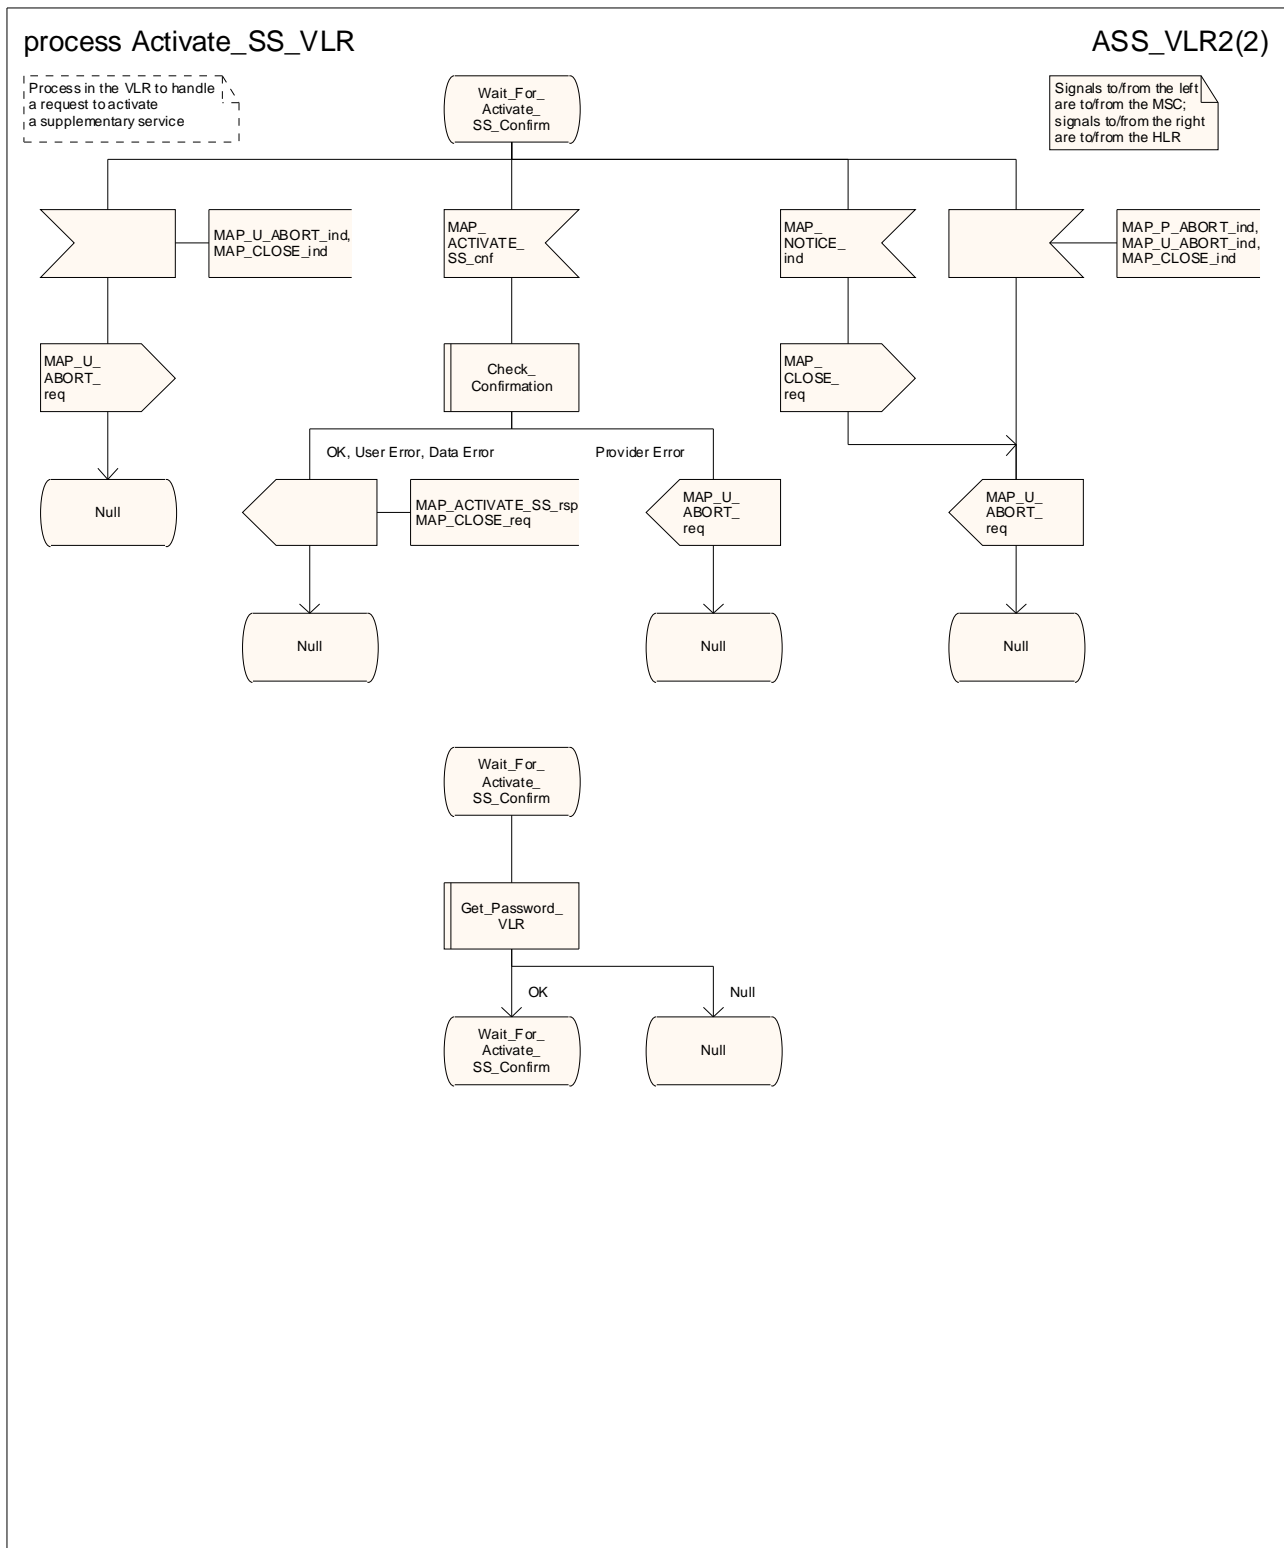 process Activate_SS_VLR
ASS_VLR2(2)
Process in the VLR to handle
a request to activate
a supplementary service
Wait_For_
Activate_
SS_Confirm
Signals to/from the left
are to/from the MSC;
signals to/from the right
are to/from the HLR
MAP_U_ABORT_ind,
MAP_CLOSE_ind
MAP_
ACTIVATE_
SS_cnf
MAP_
NOTICE_
ind
MAP_P_ABORT_ind,
MAP_U_ABORT_ind,
MAP_CLOSE_ind
MAP_U_
ABORT_
req
Check_
Confirmation
MAP_
CLOSE_
req
OK, User Error, Data Error
Provider Error
Null
MAP_ACTIVATE_SS_rsp
MAP_CLOSE_req
MAP_U_
ABORT_
req
MAP_U_
ABORT_
req
Null
Null
Null
Wait_For_
Activate_
SS_Confirm
Get_Password_
VLR
OK
Null
Wait_For_
Activate_
SS_Confirm
Null